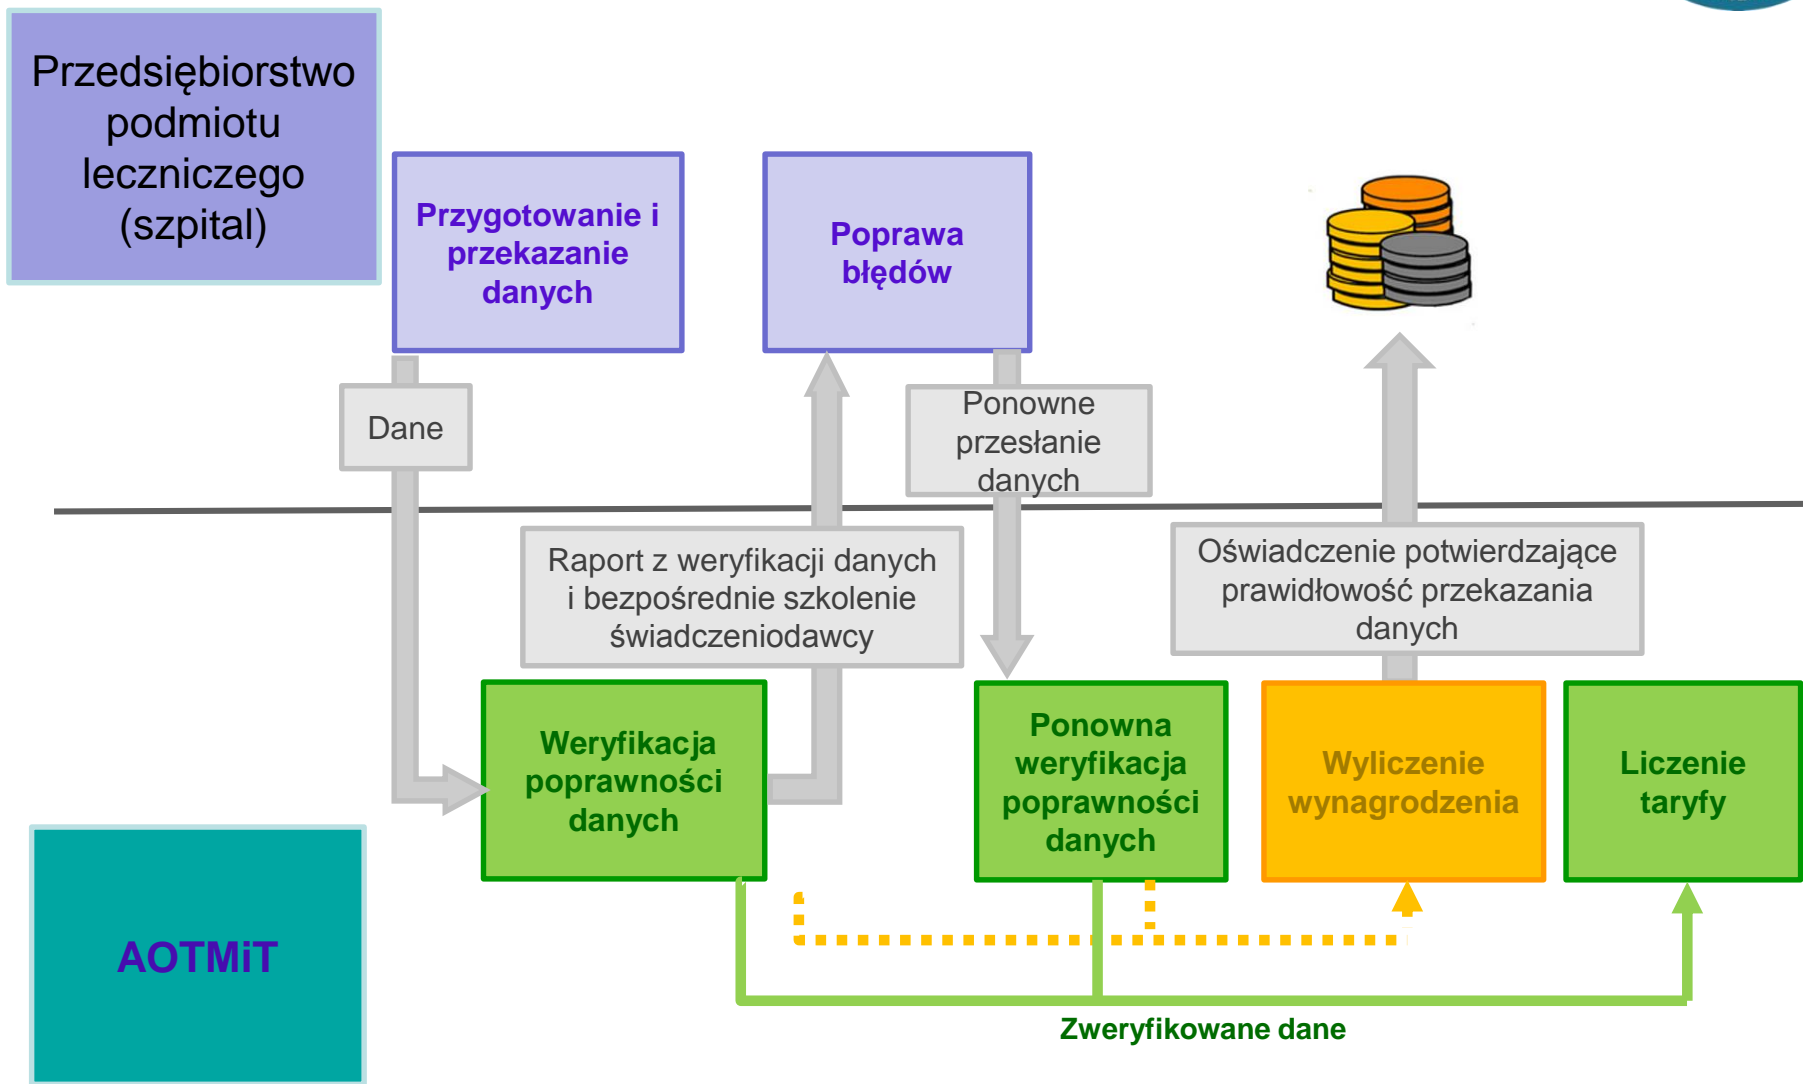 Przedsiębiorstwo
podmiotu
leczniczego
(szpital)
Przygotowanie i
przekazanie
danych
Poprawa
błędów
Dane
Ponowne
przesłanie
danych
Raport z weryfikacji danych
i bezpośrednie szkolenie
świadczeniodawcy
Oświadczenie potwierdzające
prawidłowość przekazania
danych
Weryfikacja
poprawności
danych
Ponowna
weryfikacja
poprawności
danych
Wyliczenie
wynagrodzenia
Liczenie
taryfy
AOTMiT
Zweryfikowane dane